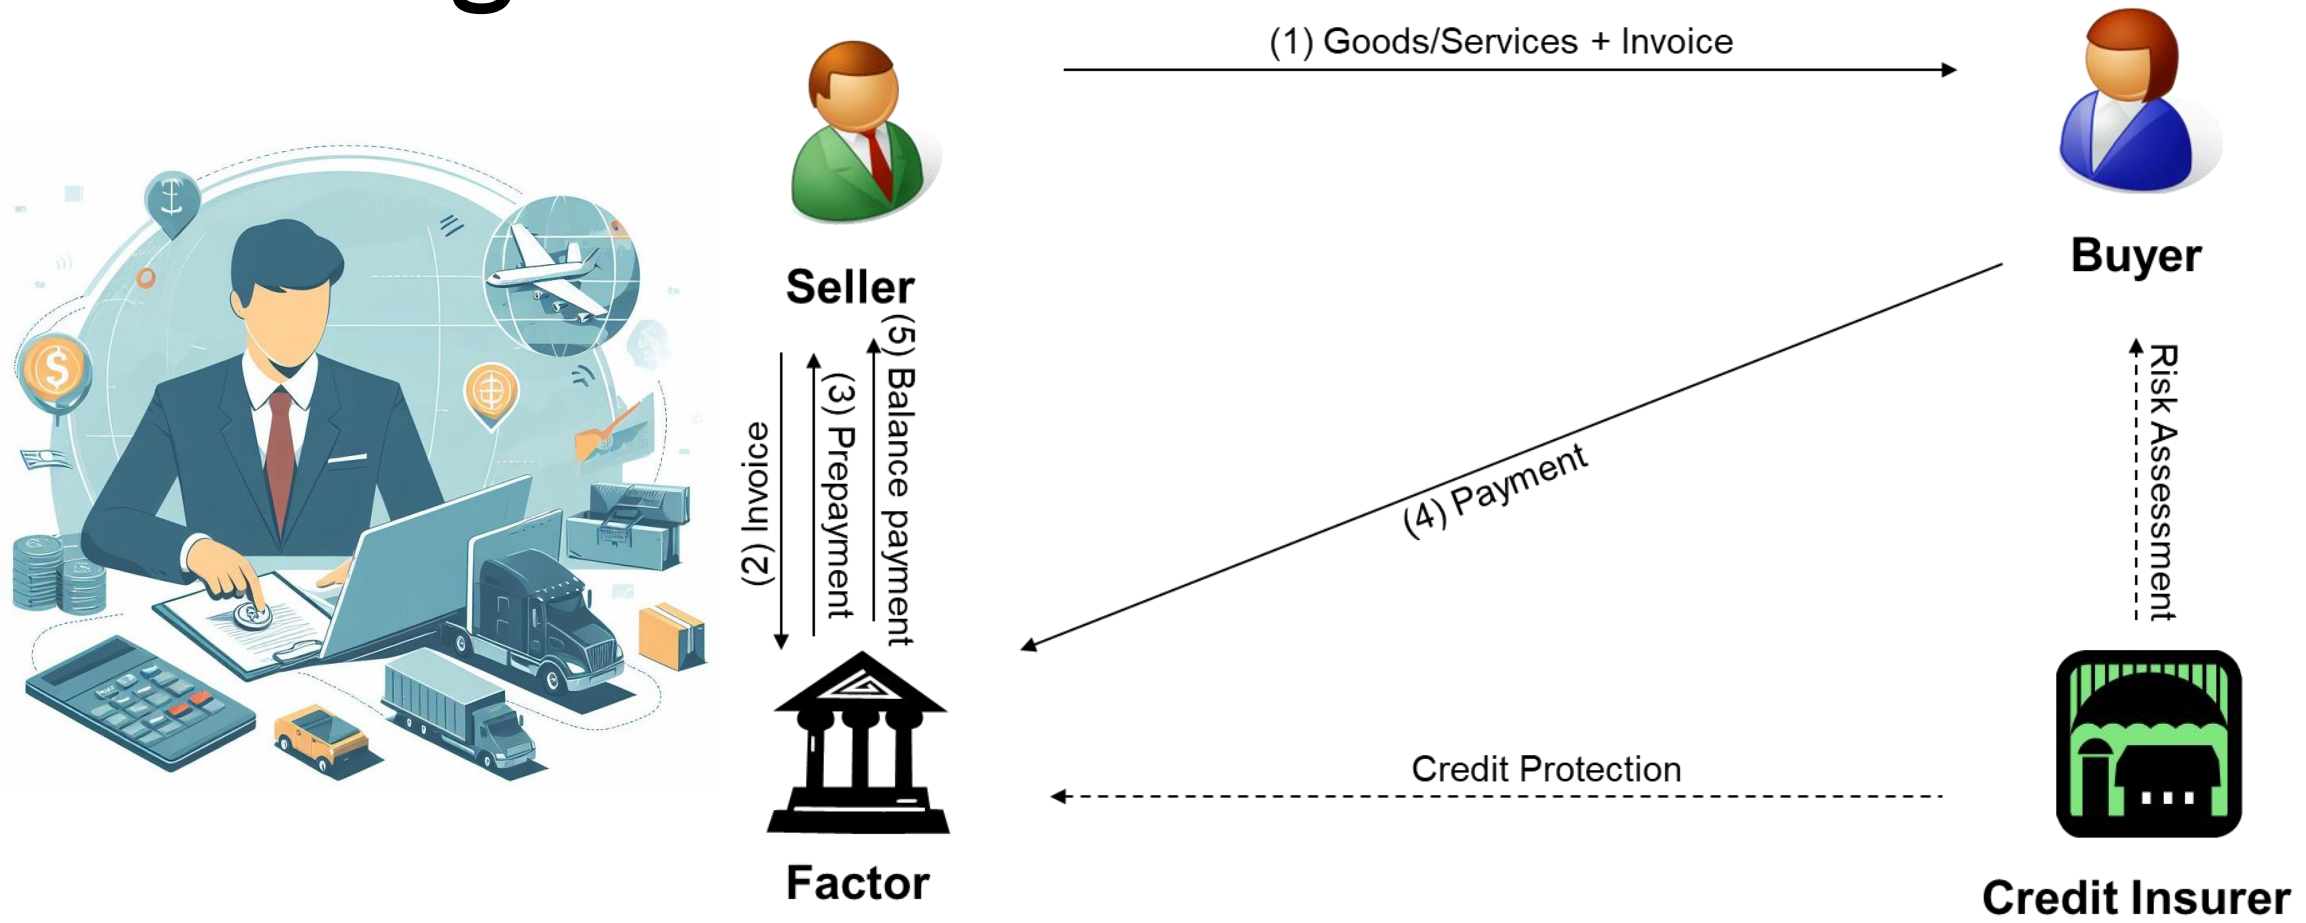 (1) Goods/Services + Invoice
Seller
Buyer
(2) Invoice
(3) Prepayment
(5) Balance payment
(4) Payment
Risk Assessment
Credit Protection
Factor
Credit Insurer
$